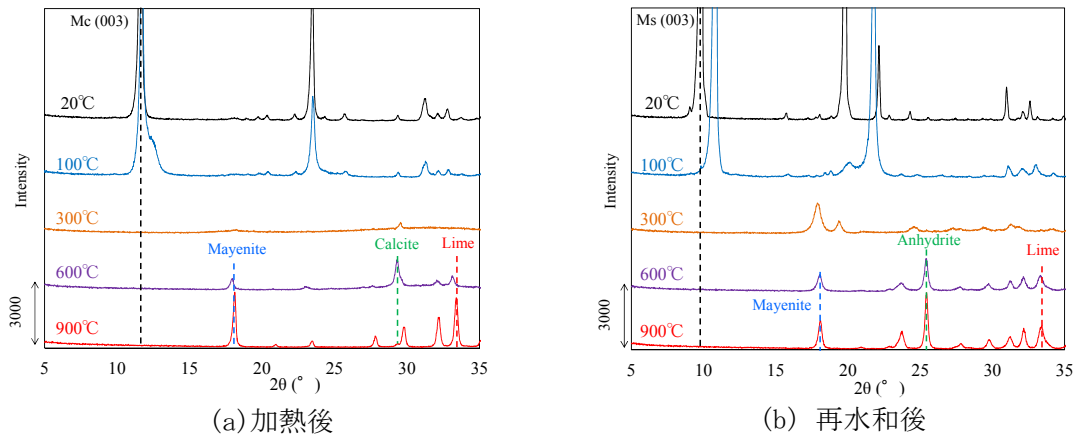 Mc (003)
20℃
100℃
300℃
Mayenite
Calcite
Lime
600℃
900℃
3000
Intensity
5 10 15 20 25 30 35
2θ (°)
(a)加熱後
Ms (003)
20℃
100℃
300℃
Anhydrite
Lime
600℃
Mayenite
900℃
3000
Intensity
5 10 15 20 25 30 35
2θ (°)
(b) 再水和後